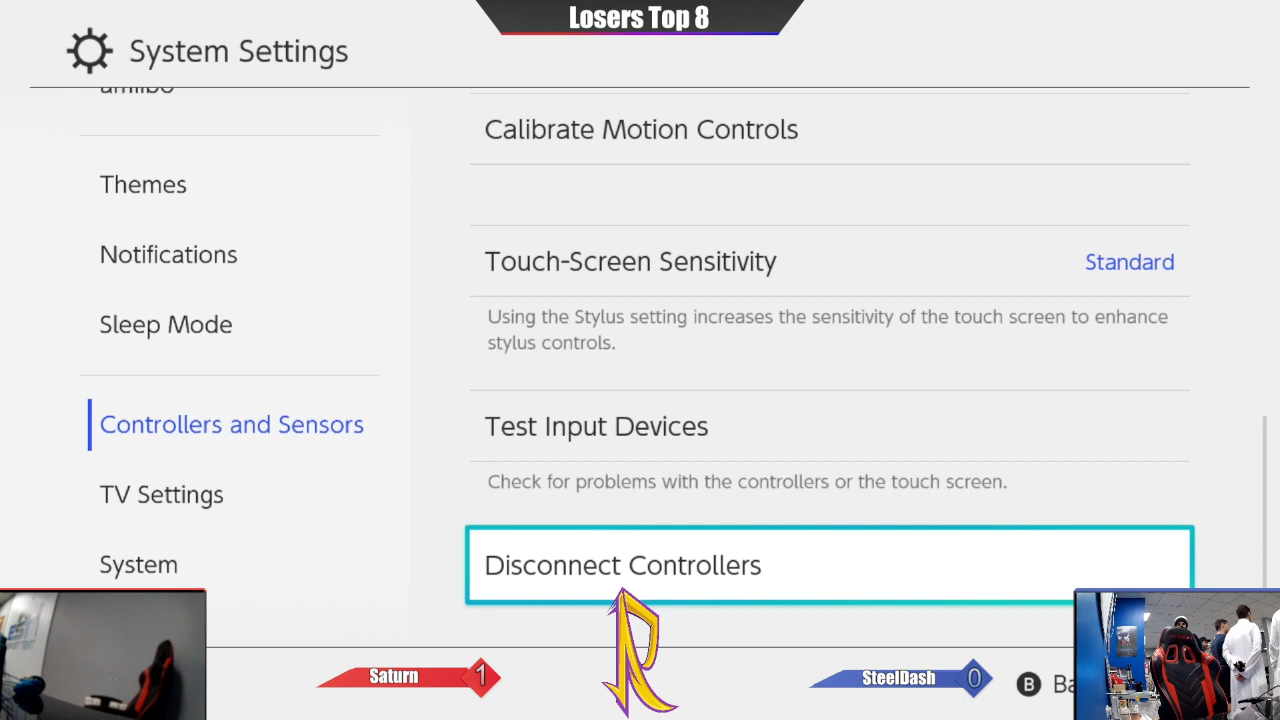 Losers Top 8
System Settings
amiibo
Themes
Notifications
Sleep Mode
Controllers and Sensors
TV Settings
System
Calibrate Motion Controls
Touch-Screen Sensitivity
Standard
Using the Stylus setting increases the sensitivity of the touch screen to enhance
stylus controls.
Test Input Devices
Check for problems with the controllers or the touch screen.
Disconnect Controllers
R
Saturn 1
SteelDash 0
B Ba